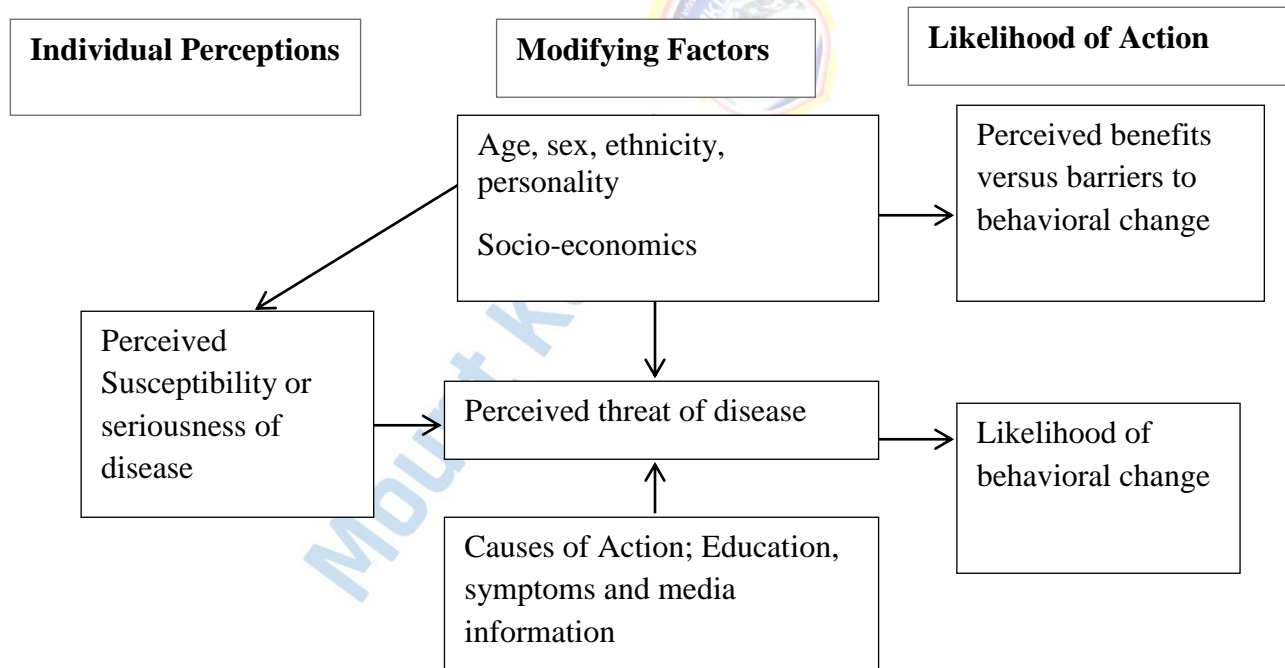 Individual Perceptions
Modifying Factors
Likelihood of Action
Age, sex, ethnicity,
personality
Socio-economics
Perceived benefits
versus barriers to
behavioral change
Perceived
Susceptibility or
seriousness of
disease
Perceived threat of disease
Likelihood of
behavioral change
Causes of Action; Education,
symptoms and media
information
Mount